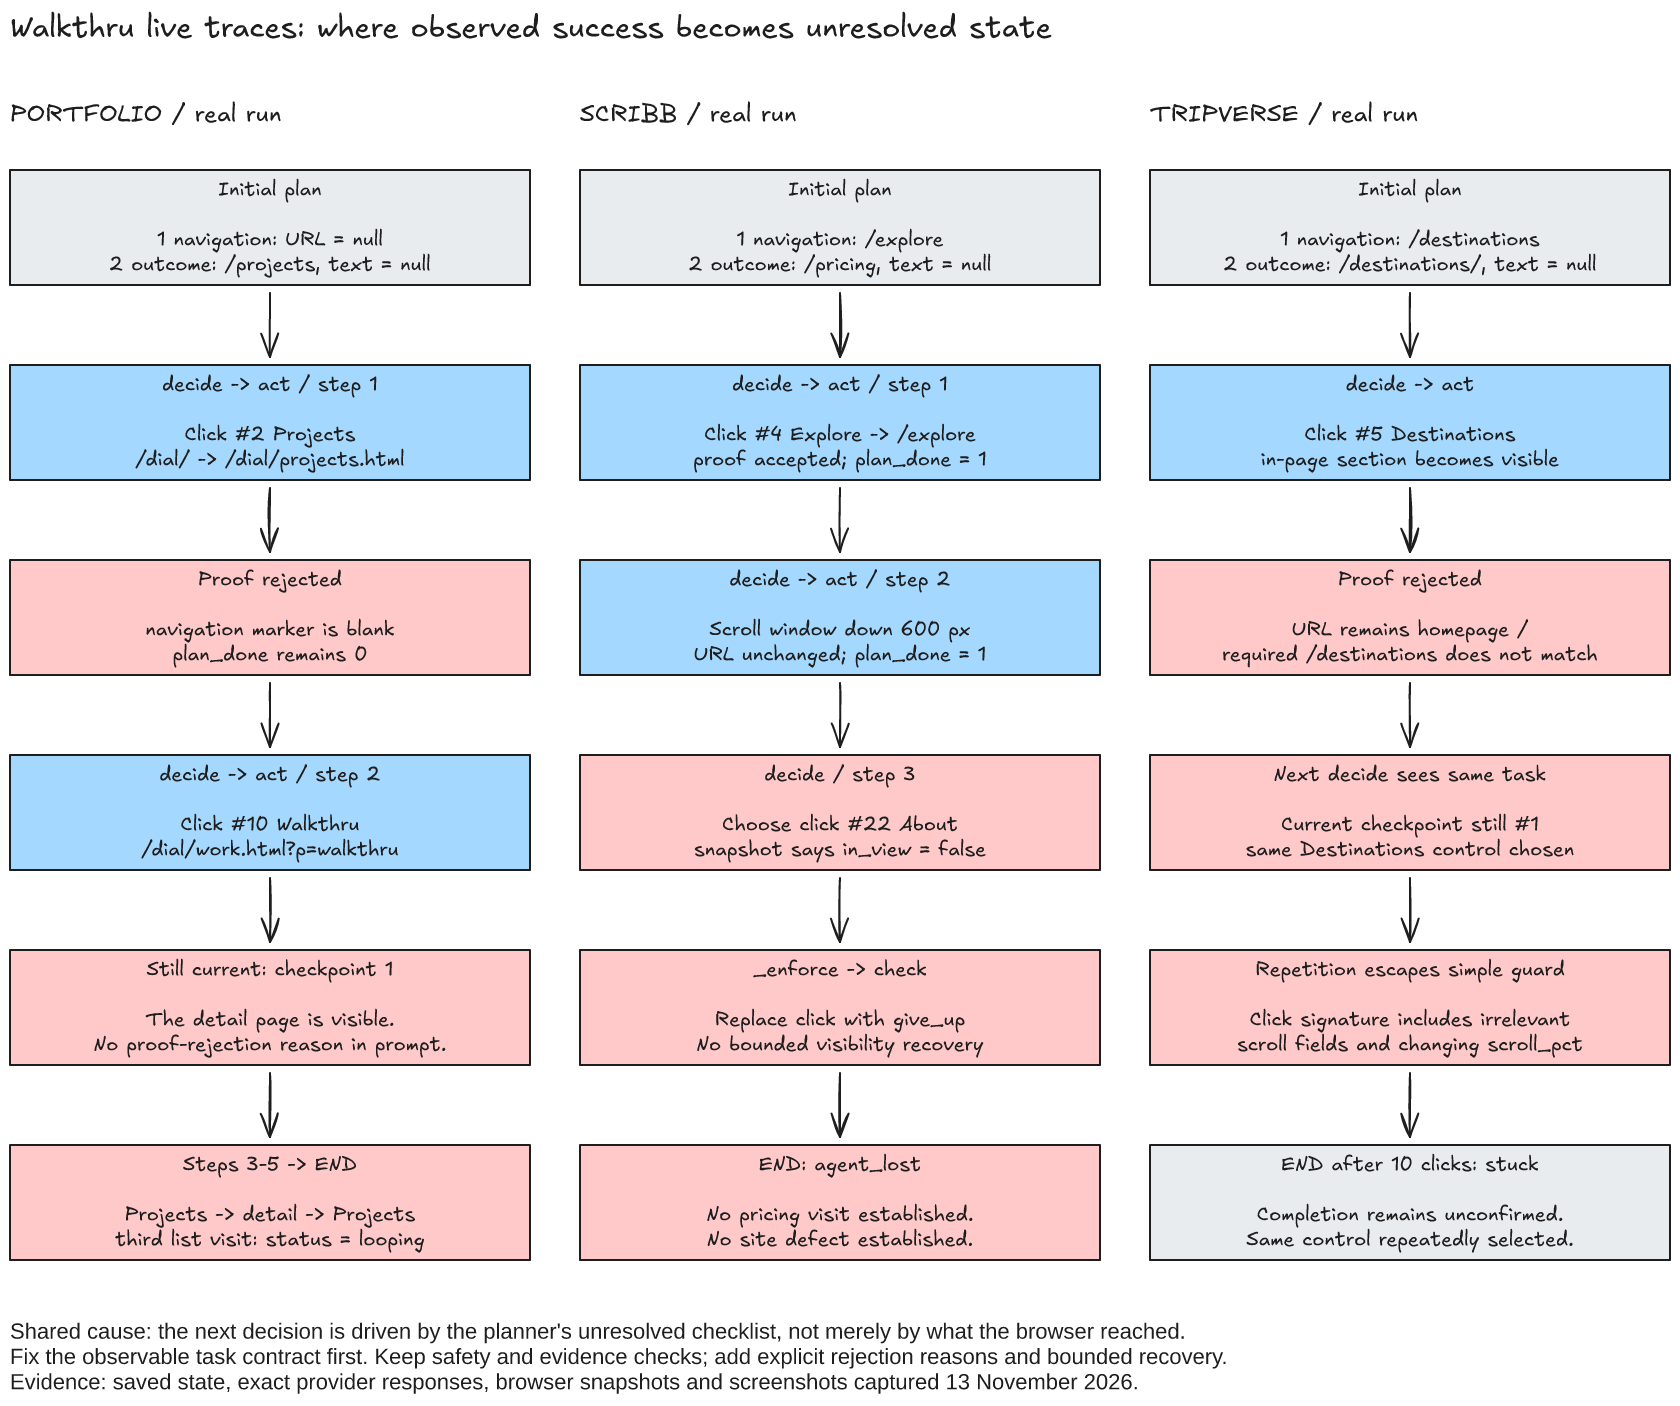 Walkthru live traces: where observed success becomes unresolved state
PORTFOLIO / real run
Initial plan
1 navigation: URL = null
2 outcome: /projects, text = null
decide -> act / step 1
Click #2 Projects
/dial/ -> /dial/projects.html
Proof rejected
navigation marker is blank
plan_done remains 0
decide -> act / step 2
Click #10 Walkthru
/dial/work.html?p=walkthru
Still current: checkpoint 1
The detail page is visible.
No proof-rejection reason in prompt.
Steps 3-5 -> END
Projects -> detail -> Projects
third list visit: status = looping
SCRIBB / real run
Initial plan
1 navigation: /explore
2 outcome: /pricing, text = null
decide -> act / step 1
Click #4 Explore -> /explore
proof accepted; plan_done = 1
decide -> act / step 2
Scroll window down 600 px
URL unchanged; plan_done = 1
decide / step 3
Choose click #22 About
snapshot says in_view = false
_enforce -> check
Replace click with give_up
No bounded visibility recovery
END: agent_lost
No pricing visit established.
No site defect established.
TRIPVERSE / real run
Initial plan
1 navigation: /destinations
2 outcome: /destinations/, text = null
decide -> act
Click #5 Destinations
in-page section becomes visible
Proof rejected
URL remains homepage /
required /destinations does not match
Next decide sees same task
Current checkpoint still #1
same Destinations control chosen
Repetition escapes simple guard
Click signature includes irrelevant
scroll fields and changing scroll_pct
END after 10 clicks: stuck
Completion remains unconfirmed.
Same control repeatedly selected.
Shared cause: the next decision is driven by the planner's unresolved checklist, not merely by what the browser reached.
Fix the observable task contract first. Keep safety and evidence checks; add explicit rejection reasons and bounded recovery.
Evidence: saved state, exact provider responses, browser snapshots and screenshots captured 13 November 2026.